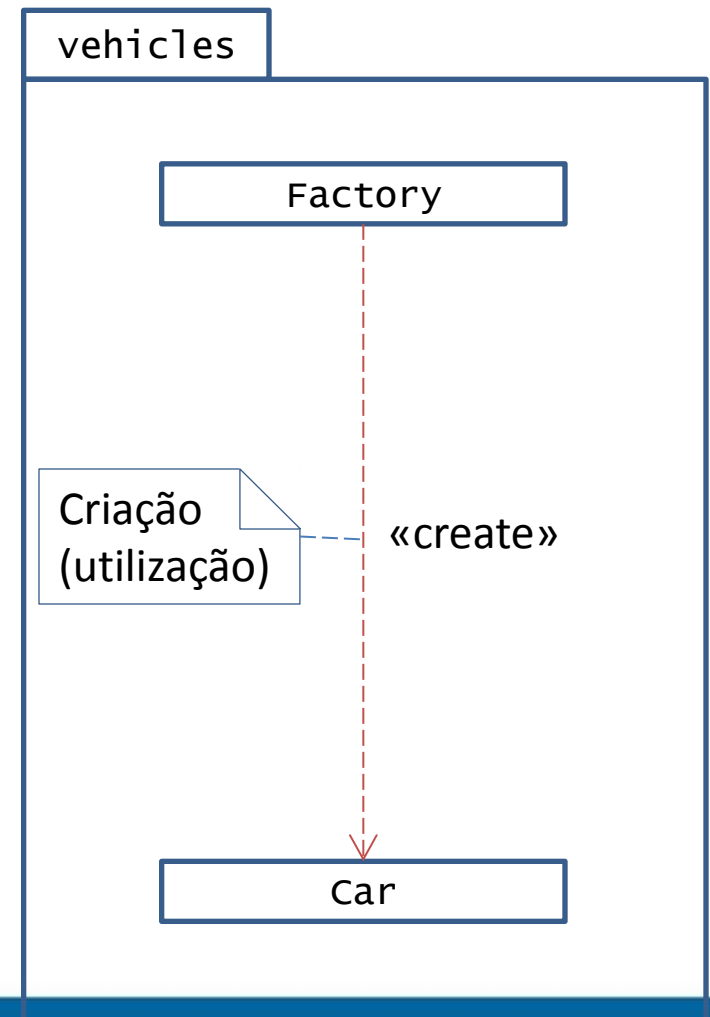 vehicles
Factory
Criação
(utilização)
«create»
Car